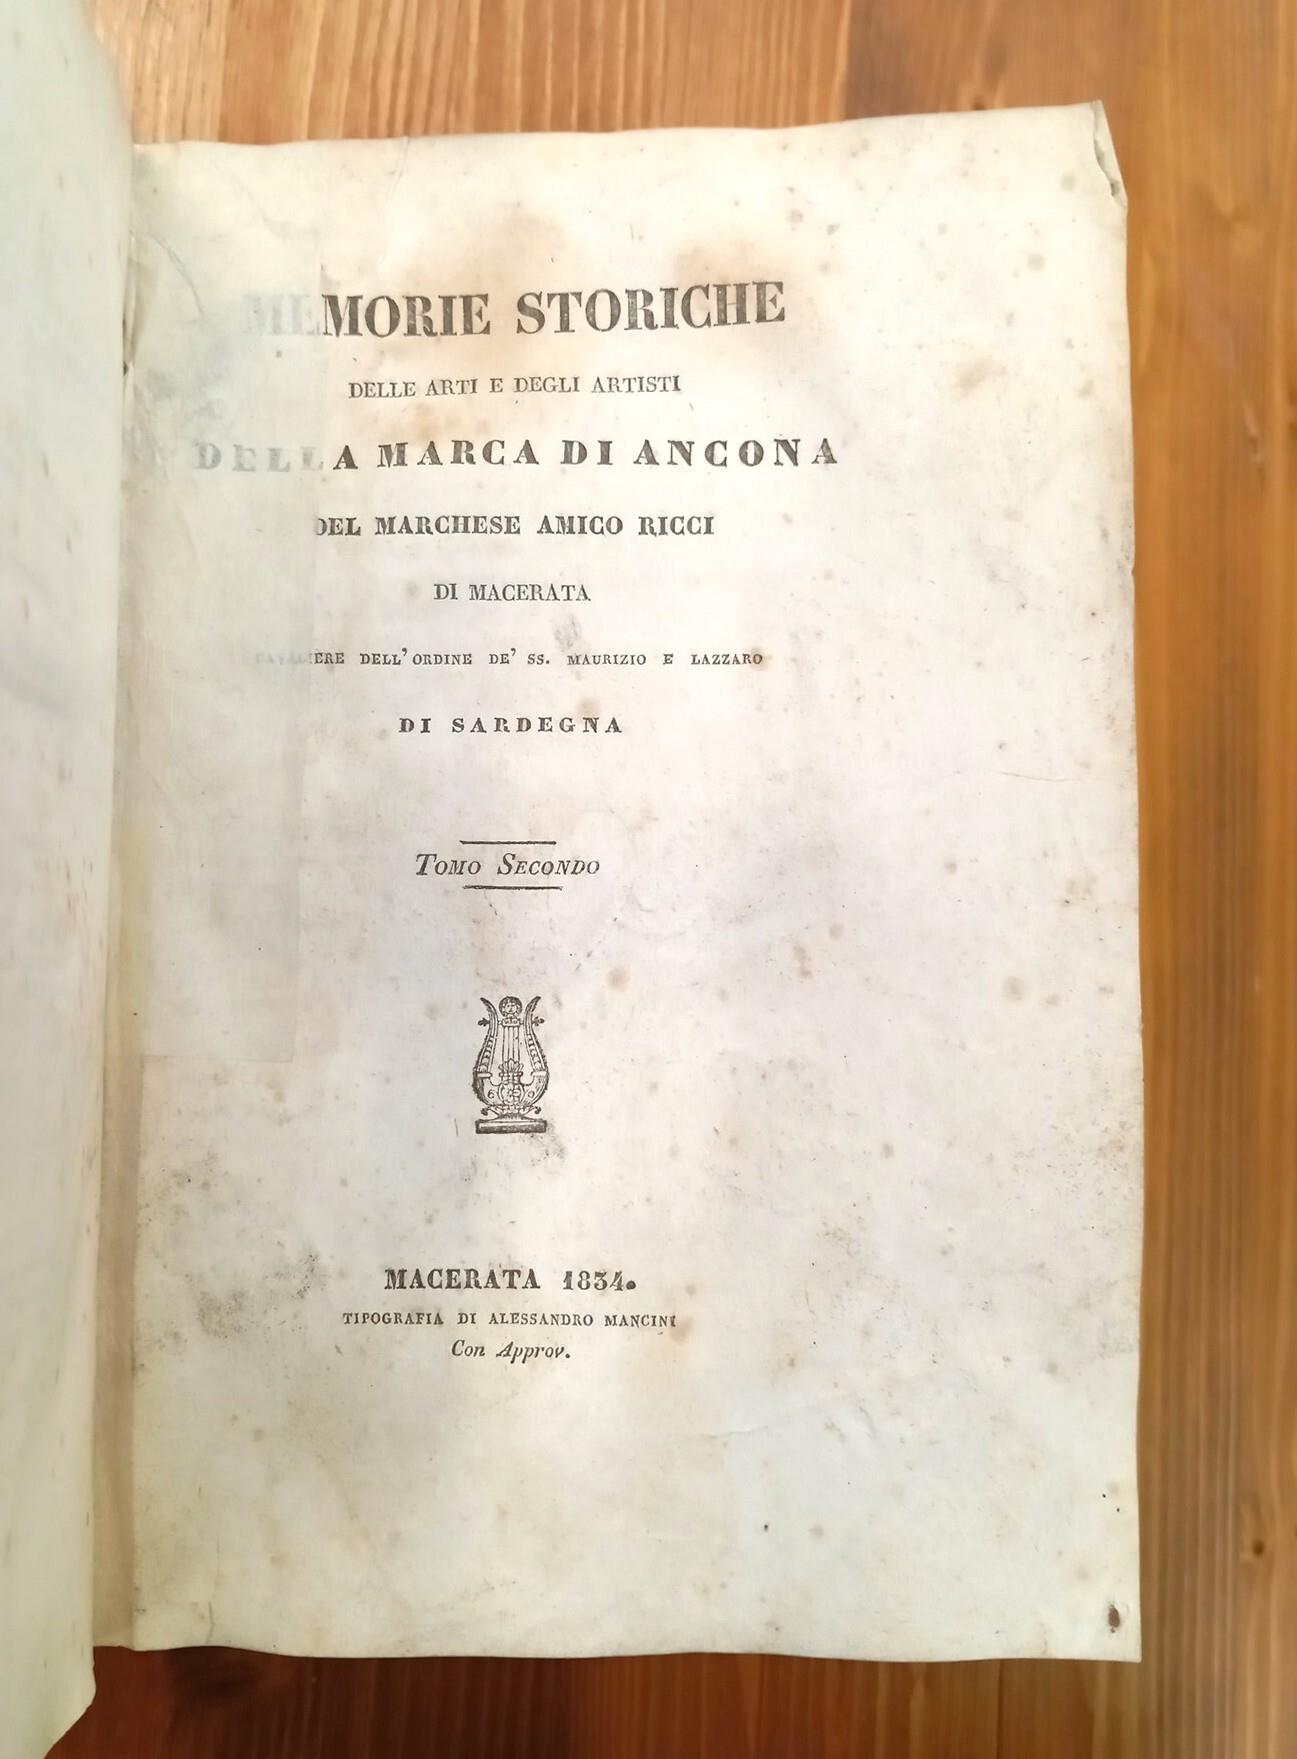 MEMORIE STORICHE
DELLE ARTI E DEGLI ARTISTI
DELLA MARCA DI ANCONA
DEL MARCHESE AMICO RICCI
DI MACERATA
CAVALIERE DELL' ORDINE DE' SS. MAURIZIO E LAZZARO
DI SARDEGNA
TOMO SECONDO
MACERATA 1834.
TIPOGRAFIA DI ALESSANDRO MANCINI
Con Approv.